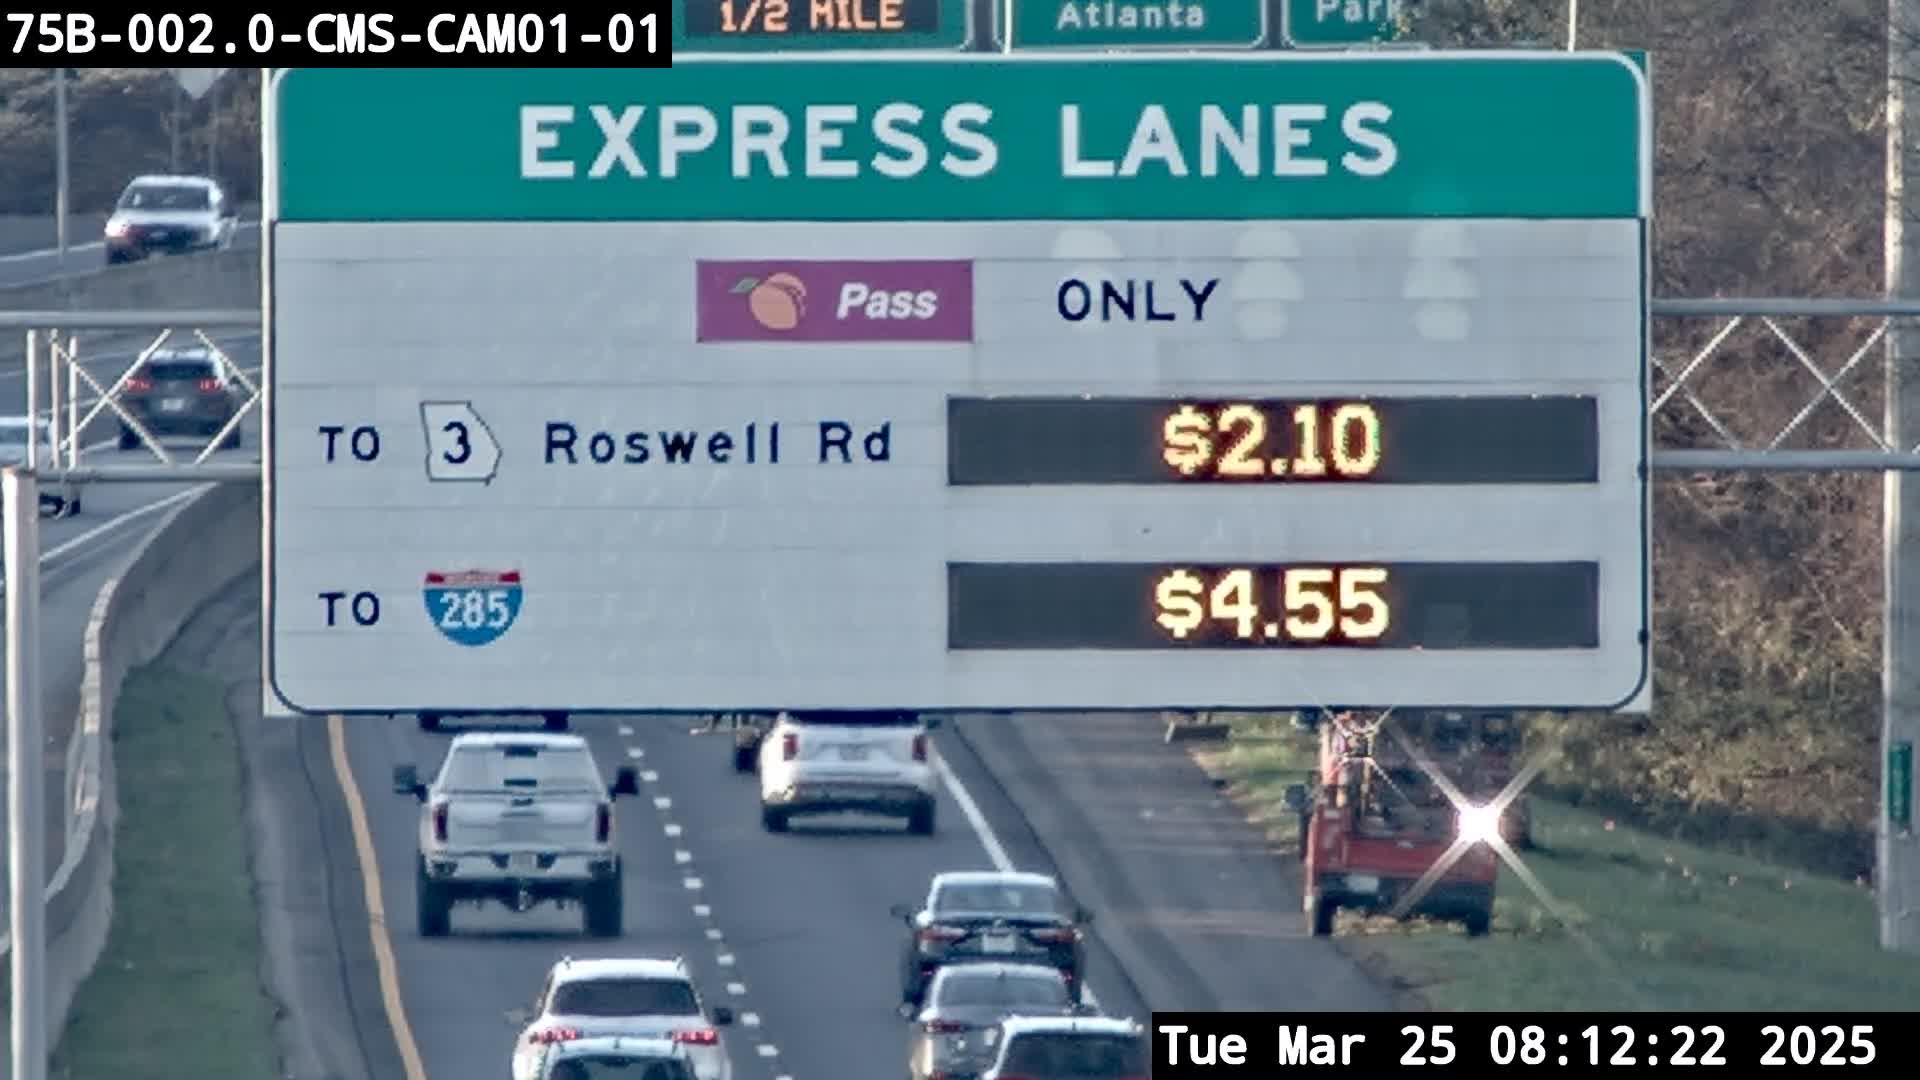 75B-002.0-CMS-CAM01-01
1/2 MILE
Atlanta
Park
EXPRESS LANES
Pass ONLY
TO 3 Roswell Rd $2.10
TO 285 $4.55
Tue Mar 25 08:12:22 2025